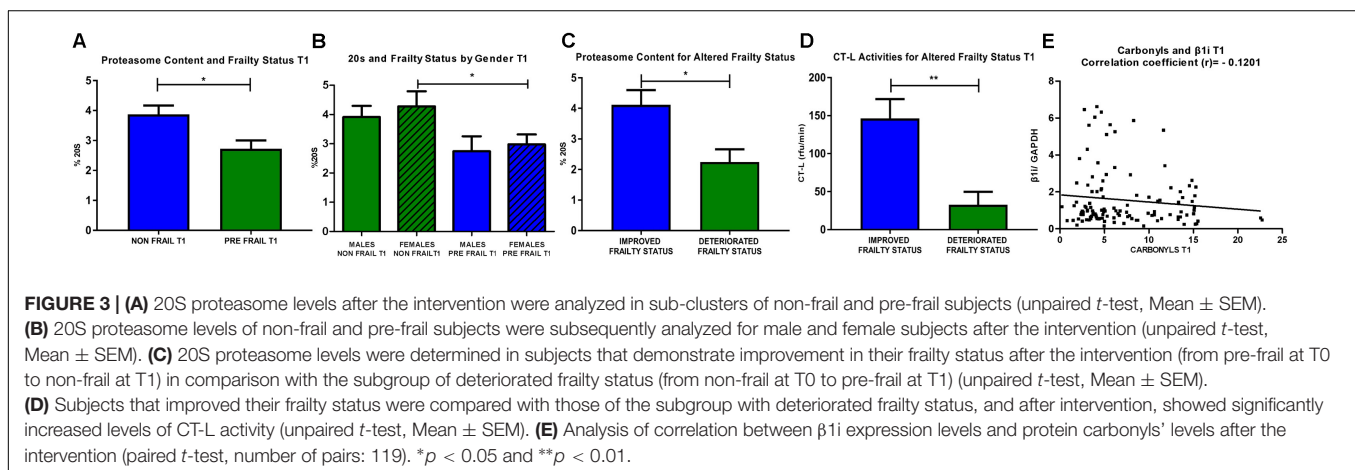 A
Proteasome Content and Frailty Status T1
*
% 20S
5
4
3
2
1
0
NON FRAIL T1
PRE FRAIL T1
B
20s and Frailty Status by Gender T1
*
%20S
6
5
4
3
2
1
0
MALES
NON FRAIL T1
FEMALES
NON FRAILT1
MALES
PRE FRAIL T1
FEMALES
PRE FRAIL T1
C
Proteasome Content for Altered Frailty Status
*
% 20S
5
4
3
2
1
0
IMPROVED
FRAILTY STATUS
DETERIORATED
FRAILTY STATUS
D
CT-L Activities for Altered Frailty Status T1
**
CT-L (rfu/min)
200
150
100
50
0
IMPROVED
FRAILTY STATUS
DETERIORATED
FRAILTY STATUS
E
Carbonyls and β1i T1
Correlation coefficient (r)= - 0.1201
β1i/ GAPDH
8
6
4
2
0
0
5
10
15
20
25
CARBONYLS T1
FIGURE 3 | (A) 20S proteasome levels after the intervention were analyzed in sub-clusters of non-frail and pre-frail subjects (unpaired t-test, Mean ± SEM).
(B) 20S proteasome levels of non-frail and pre-frail subjects were subsequently analyzed for male and female subjects after the intervention (unpaired t-test,
Mean ± SEM). (C) 20S proteasome levels were determined in subjects that demonstrate improvement in their frailty status after the intervention (from pre-frail at T0
to non-frail at T1) in comparison with the subgroup of deteriorated frailty status (from non-frail at T0 to pre-frail at T1) (unpaired t-test, Mean ± SEM).
(D) Subjects that improved their frailty status were compared with those of the subgroup with deteriorated frailty status, and after intervention, showed significantly
increased levels of CT-L activity (unpaired t-test, Mean ± SEM). (E) Analysis of correlation between β1i expression levels and protein carbonyls' levels after the
intervention (paired t-test, number of pairs: 119). *p < 0.05 and **p < 0.01.